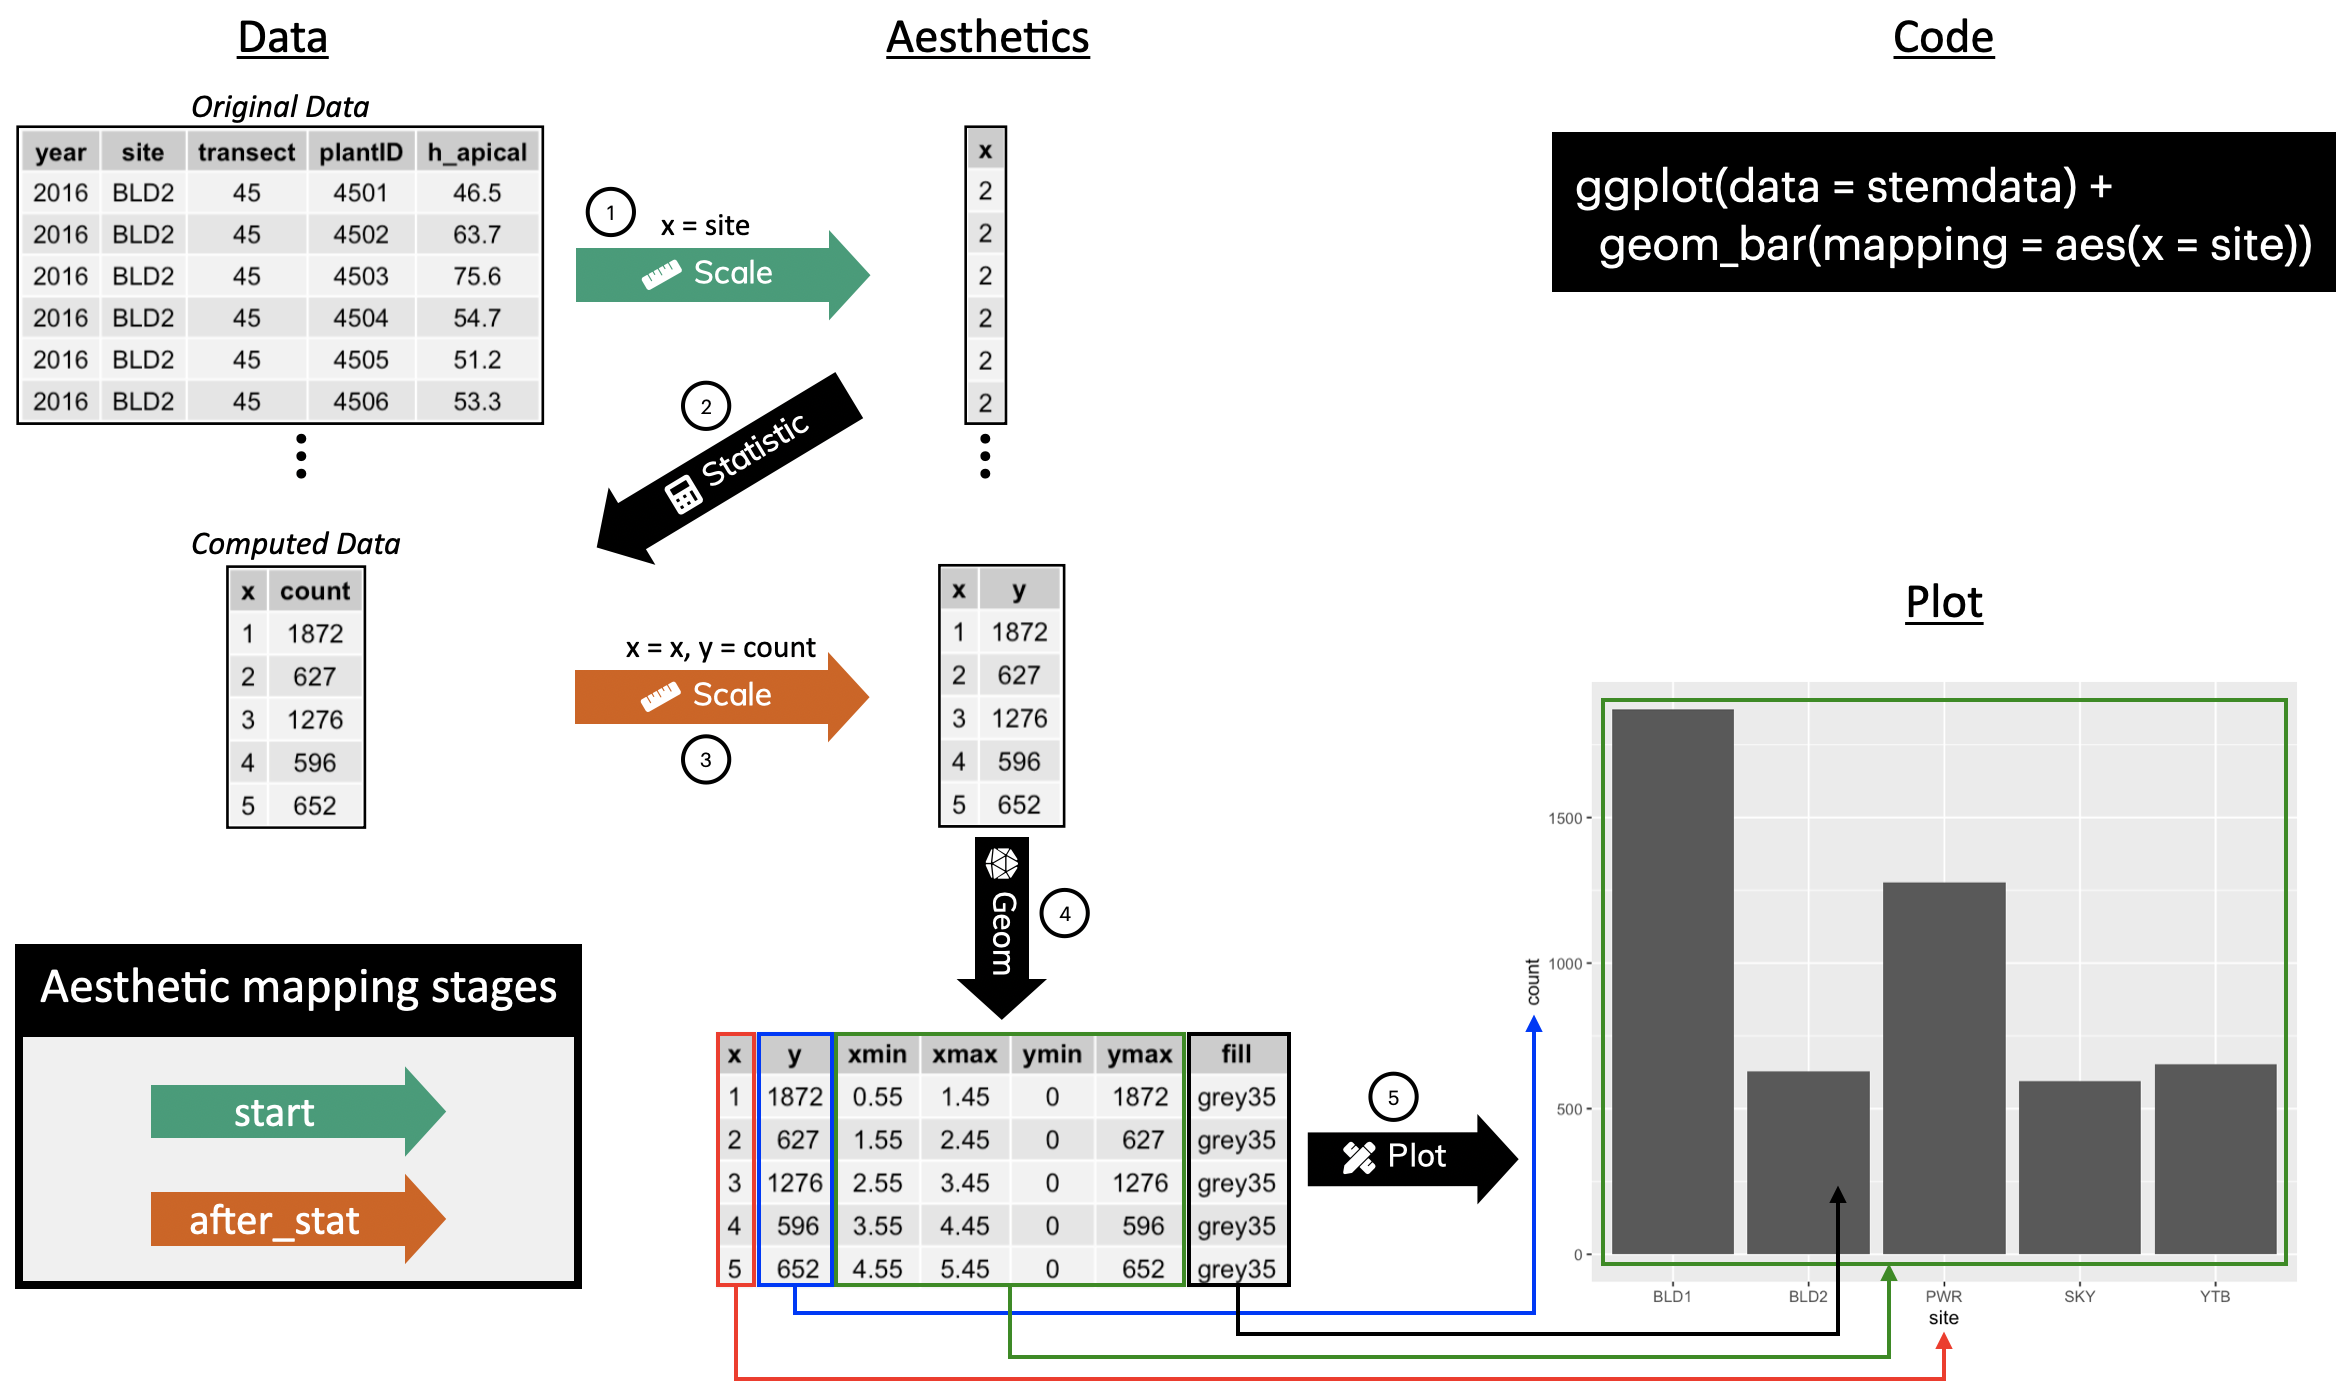 Data
Aesthetics
Code
Original Data
year site transect plantID h_apical
2016 BLD2 45 4501 46.5
2016 BLD2 45 4502 63.7
2016 BLD2 45 4503 75.6
2016 BLD2 45 4504 54.7
2016 BLD2 45 4505 51.2
2016 BLD2 45 4506 53.3
1
x = site
Scale
x
2
2
2
2
2
2
ggplot(data = stemdata) +
geom_bar(mapping = aes(x = site))
2
Statistic
Computed Data
x count
1 1872
2 627
3 1276
4 596
5 652
x = x, y = count
Scale
3
x y
1 1872
2 627
3 1276
4 596
5 652
Geom
4
Aesthetic mapping stages
start
after_stat
x y xmin xmax ymin ymax fill
1 1872 0.55 1.45 0 1872 grey35
2 627 1.55 2.45 0 627 grey35
3 1276 2.55 3.45 0 1276 grey35
4 596 3.55 4.45 0 596 grey35
5 652 4.55 5.45 0 652 grey35
5
Plot
Plot
count
1500
1000
500
0
BLD1 BLD2 PWR SKY YTB
site